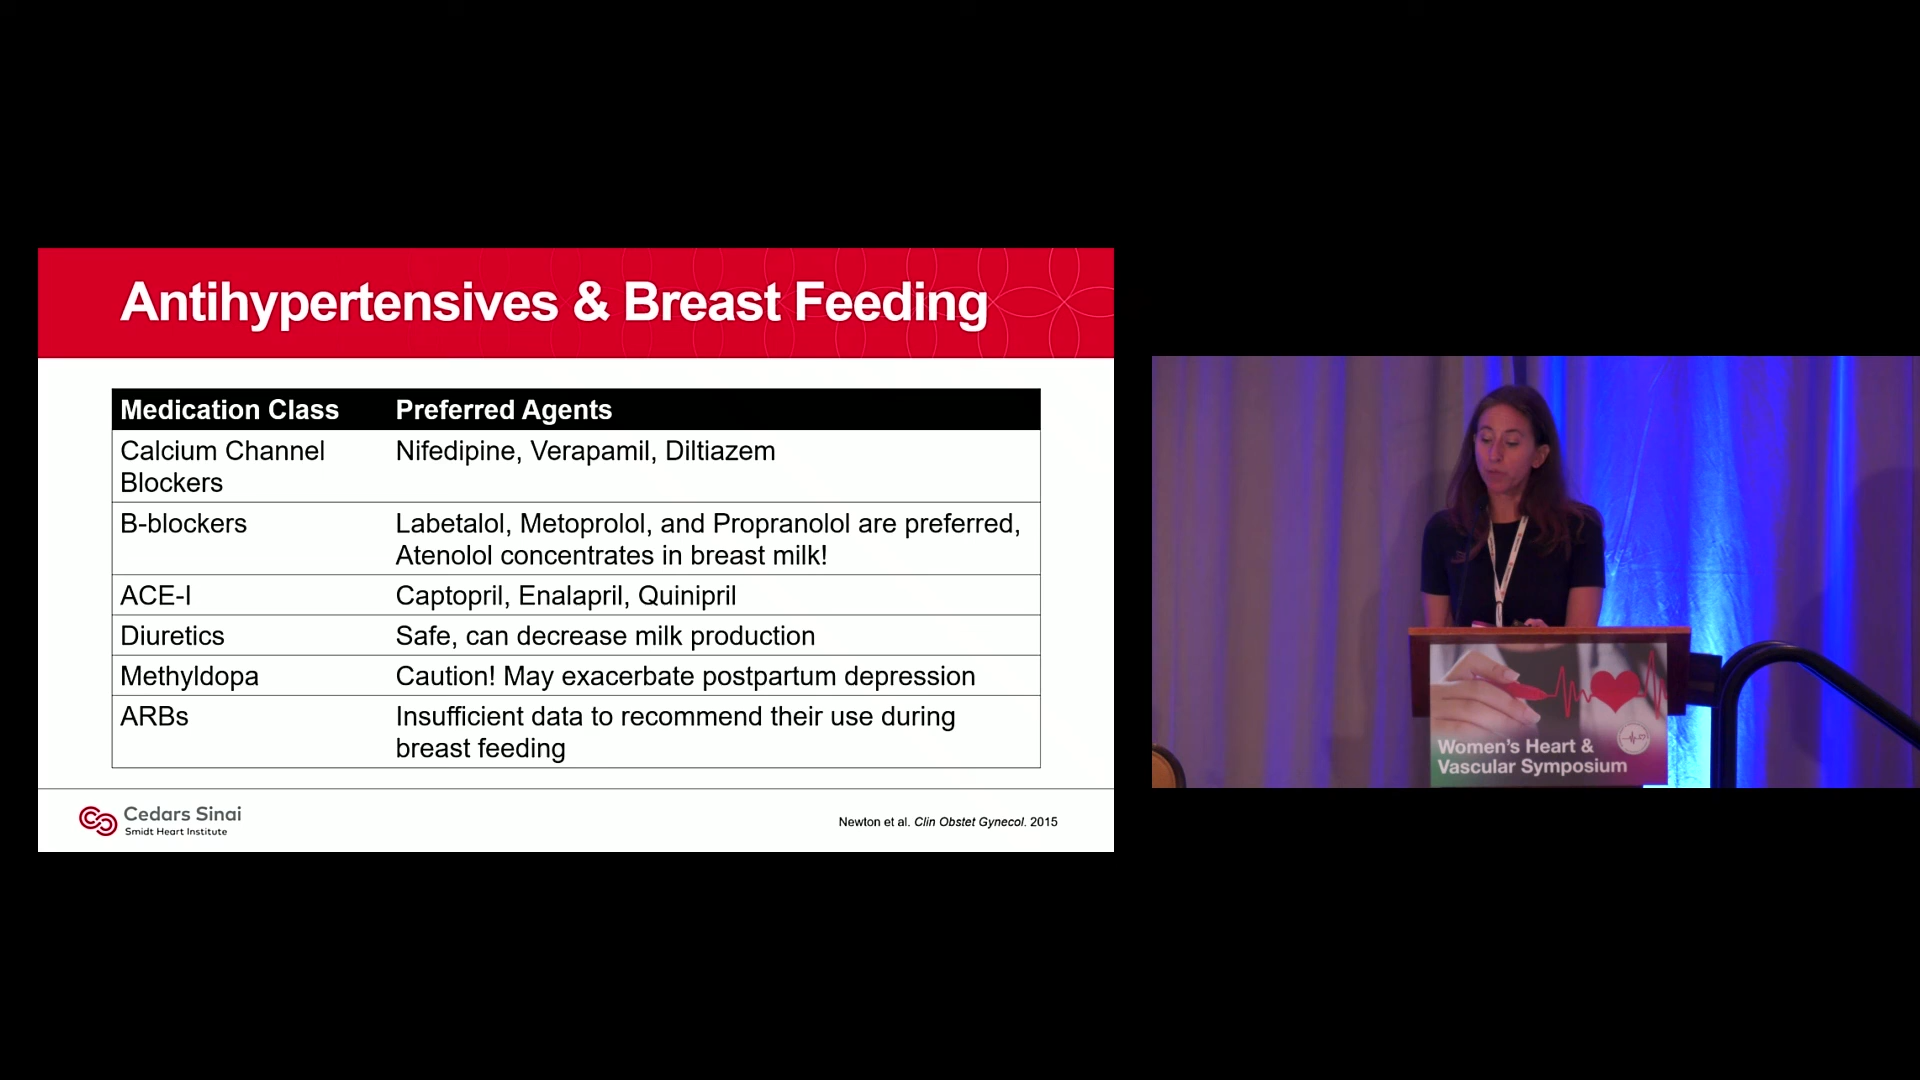 Antihypertensives & Breast Feeding
Medication Class Preferred Agents
Calcium Channel Blockers Nifedipine, Verapamil, Diltiazem
B-blockers Labetalol, Metoprolol, and Propranolol are preferred,
Atenolol concentrates in breast milk!
ACE-I Captopril, Enalapril, Quinipril
Diuretics Safe, can decrease milk production
Methyldopa Caution! May exacerbate postpartum depression
ARBs Insufficient data to recommend their use during
breast feeding
Cedars Sinai
Smidt Heart Institute
Newton et al. Clin Obstet Gynecol. 2015
Women's Heart &
Vascular Symposium